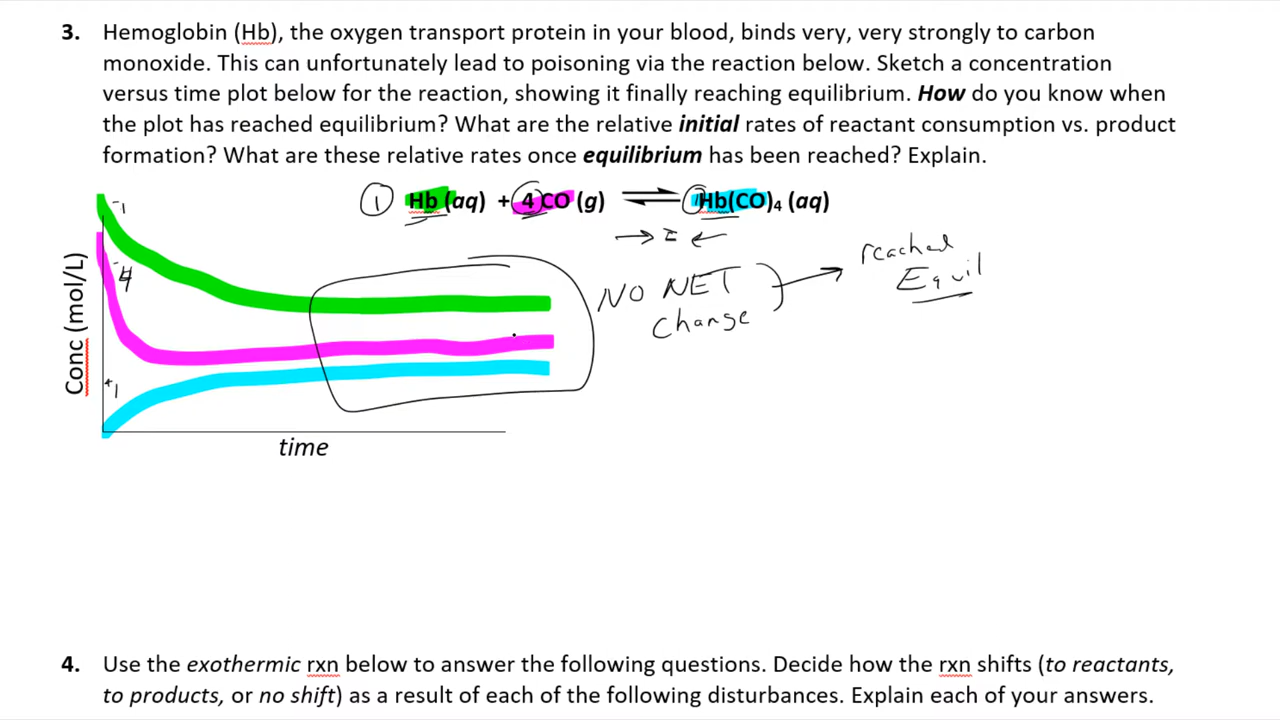 3. Hemoglobin (Hb), the oxygen transport protein in your blood, binds very, very strongly to carbon
monoxide. This can unfortunately lead to poisoning via the reaction below. Sketch a concentration
versus time plot below for the reaction, showing it finally reaching equilibrium. How do you know when
the plot has reached equilibrium? What are the relative initial rates of reactant consumption vs. product
formation? What are these relative rates once equilibrium has been reached? Explain.
1 Hb (aq) + 4 CO (g) ⇌ 1 Hb(CO)₄ (aq)
→ = ←
-1
-4
+1
NO NET
change
→ reached
Equil
Conc (mol/L)
time
4. Use the exothermic rxn below to answer the following questions. Decide how the rxn shifts (to reactants,
to products, or no shift) as a result of each of the following disturbances. Explain each of your answers.